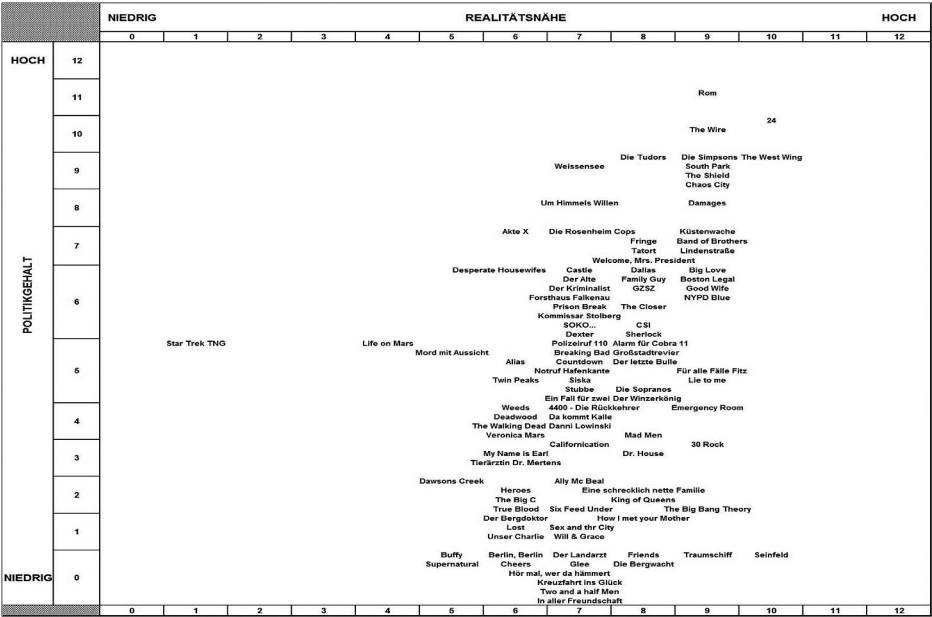 NIEDRIG REALITÄTSNÄHE HOCH
0 1 2 3 4 5 6 7 8 9 10 11 12
HOCH 12
11 Rom
24
10 The Wire
Die Tudors Die Simpsons The West Wing
Weissensee South Park
9 The Shield
Chaos City
8 Um Himmels Willen Damages
Akte X Die Rosenheim Cops Küstenwache
7 Fringe Band of Brothers
Tatort Lindenstraße
Welcome, Mrs. President
POLITIKGEHALT
Desperate Housewifes Castle Dallas Big Love
Der Alte Family Guy Boston Legal
Der Kriminalist GZSZ Good Wife
6 Forsthaus Falkenau NYPD Blue
Prison Break The Closer
Kommissar Stolberg
SOKO... CSI
Dexter Sherlock
Star Trek TNG Life on Mars Polizeiruf 110 Alarm für Cobra 11
Mord mit Aussicht Breaking Bad Großstadtrevier
Alias Countdown Der letzte Bulle
5 Notruf Hafenkante Für alle Fälle Fitz
Twin Peaks Siska Lie to me
Stubbe Die Sopranos
Ein Fall für zwei Der Winzerkönig
Weeds 4400 - Die Rückkehrer Emergency Room
4 Deadwood Da kommt Kalle
The Walking Dead Danni Lowinski
Veronica Mars Mad Men
Californication 30 Rock
3 My Name is Earl Dr. House
Tierärztin Dr. Mertens
Dawsons Creek Ally Mc Beal
2 Heroes Eine schrecklich nette Familie
The Big C King of Queens
True Blood Six Feed Under The Big Bang Theory
Der Bergdoktor How I met your Mother
1 Lost Sex and thr City
Unser Charlie Will & Grace
Buffy Berlin, Berlin Der Landarzt Friends Traumschiff Seinfeld
Supernatural Cheers Glee Die Bergwacht
NIEDRIG 0 Hör mal, wer da hämmert
Kreuzfahrt ins Glück
Two and a half Men
In aller Freundschaft
0 1 2 3 4 5 6 7 8 9 10 11 12